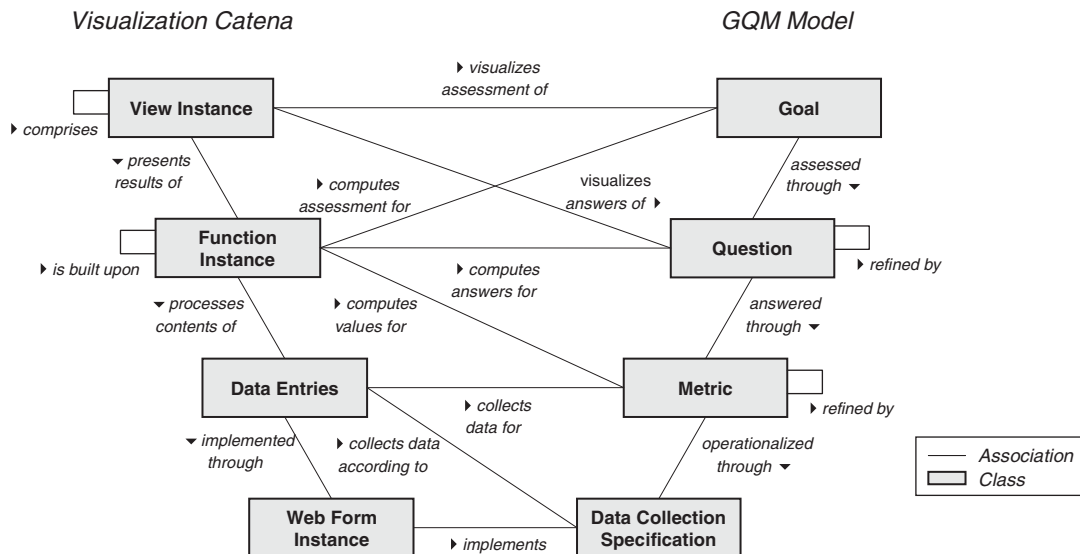 Visualization Catena
GQM Model
visualizes
assessment of
View Instance
Goal
comprises
presents
results of
assessed
through
computes
assessment for
visualizes
answers of
Function
Instance
Question
is built upon
refined by
computes
answers for
processes
contents of
computes
values for
answered
through
Data Entries
Metric
collects
data for
refined by
implemented
through
collects data
according to
operationalized
through
Association
Class
Web Form
Instance
Data Collection
Specification
implements